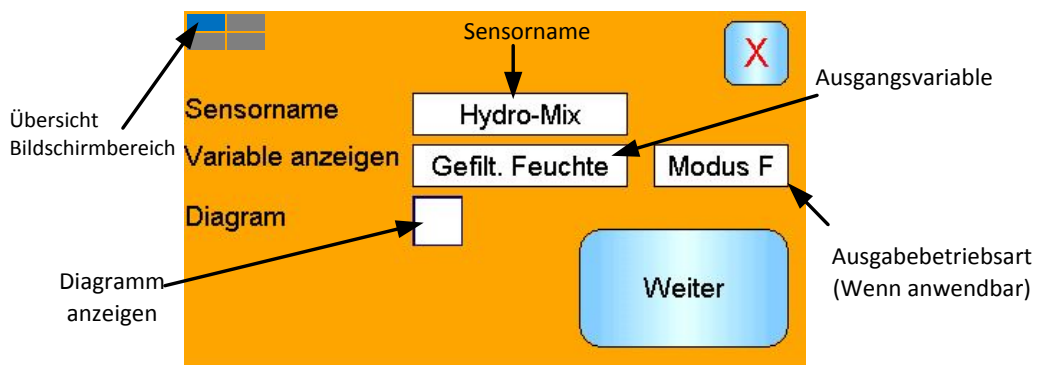 Sensorname
X
Ausgangsvariable
Übersicht
Bildschirmbereich
Sensorname
Hydro-Mix
Variable anzeigen
Gefilt. Feuchte
Modus F
Diagram
Diagramm
anzeigen
Weiter
Ausgabebetriebsart
(Wenn anwendbar)